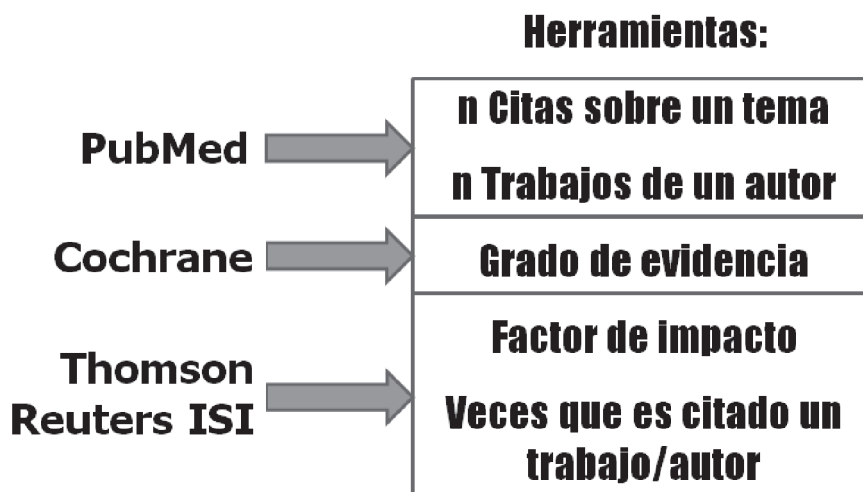 Herramientas:
PubMed
n Citas sobre un tema
n Trabajos de un autor
Cochrane
Grado de evidencia
Thomson
Reuters ISI
Factor de impacto
Veces que es citado un
trabajo/autor